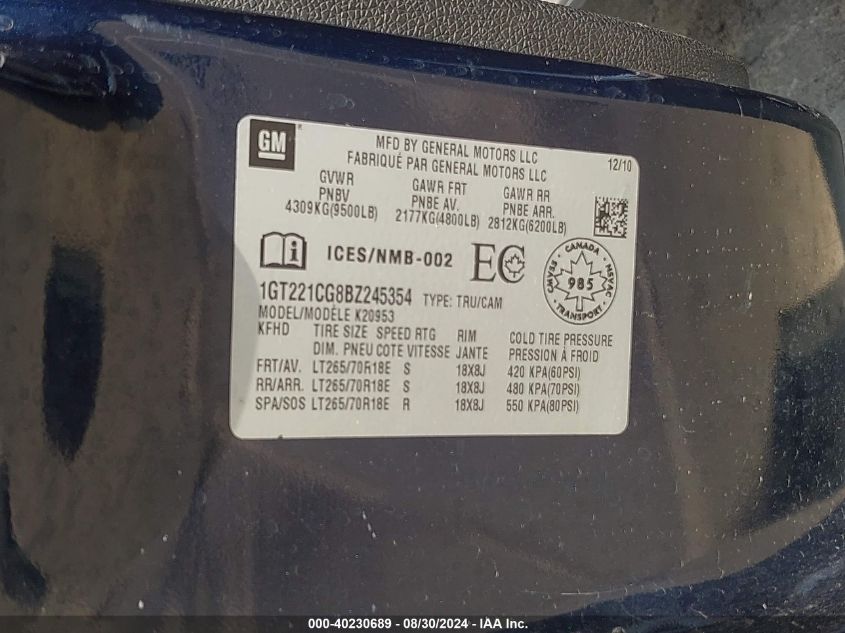 GM
MFD BY GENERAL MOTORS LLC
FABRIQUÉ PAR GENERAL MOTORS LLC
12/10
GVWR GAWR FRT GAWR RR
PNBV PNBE AV. PNBE ARR.
4309KG(9500LB) 2177KG(4800LB) 2812KG(6200LB)
ICES/NMB-002 EC
CANADA
CMVSS NSVAC
985
TRANSPORT
1GT221CG8BZ245354 TYPE: TRU/CAM
MODEL/MODÈLE K20953
KFHD TIRE SIZE SPEED RTG RIM COLD TIRE PRESSURE
DIM. PNEU COTE VITESSE JANTE PRESSION À FROID
FRT/AV. LT265/70R18E S 18X8J 420 KPA(60PSI)
RR/ARR. LT265/70R18E S 18X8J 480 KPA(70PSI)
SPA/SOS LT265/70R18E R 18X8J 550 KPA(80PSI)
000-40230689 - 08/30/2024 - IAA Inc.